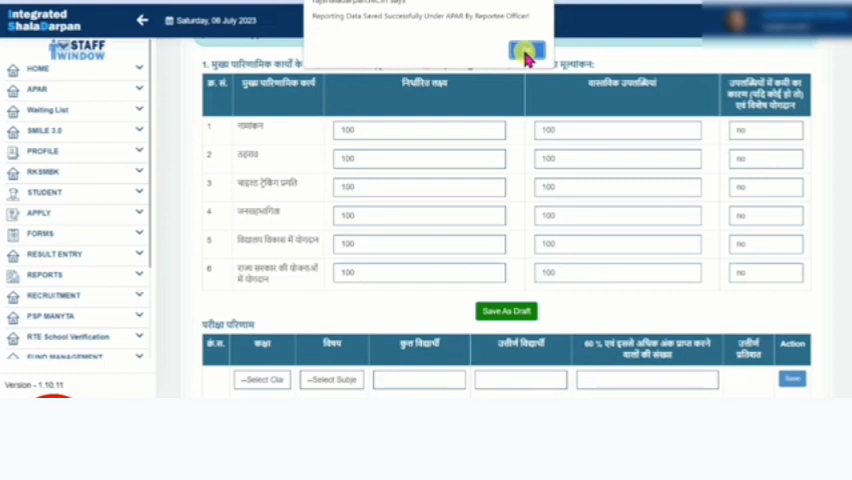 Integrated
ShalaDarpan
Saturday, 08 July 2023
says
Reporting Data Saved Successfully Under APAR By Reportee Officer!
STAFF
WINDOW
HOME
APAR
Waiting List
SMILE 3.0
PROFILE
RKSMBK
STUDENT
APPLY
FORMS
RESULT ENTRY
REPORTS
RECRUITMENT
PSP MANYTA
RTE School Verification
FUND MANAGEMENT
Version - 1.10.11
1. मुख्य पारिणामिक कार्यों के मूल्यांकन:
क्र. सं. मुख्य पारिणामिक कार्य निर्धारित लक्ष्य वास्तविक उपलब्धियां उपलब्धियों में कमी का कारण (यदि कोई हो तो) एवं विशेष योगदान
1 नामांकन 100 100 no
2 ठहराव 100 100 no
3 चाइल्ड ट्रेकिंग प्रगति 100 100 no
4 जनसहभागिता 100 100 no
5 विद्यालय विकास में योगदान 100 100 no
6 राज्य सरकार की योजनाओं में योगदान 100 100 no
Save As Draft
परीक्षा परिणाम
क्रं.सं. कक्षा विषय कुल विद्यार्थी उत्तीर्ण विद्यार्थी 60 % एवं इससे अधिक अंक प्राप्त करने वालों की संख्या उत्तीर्ण प्रतिशत Action
--Select Clas --Select Subje Save